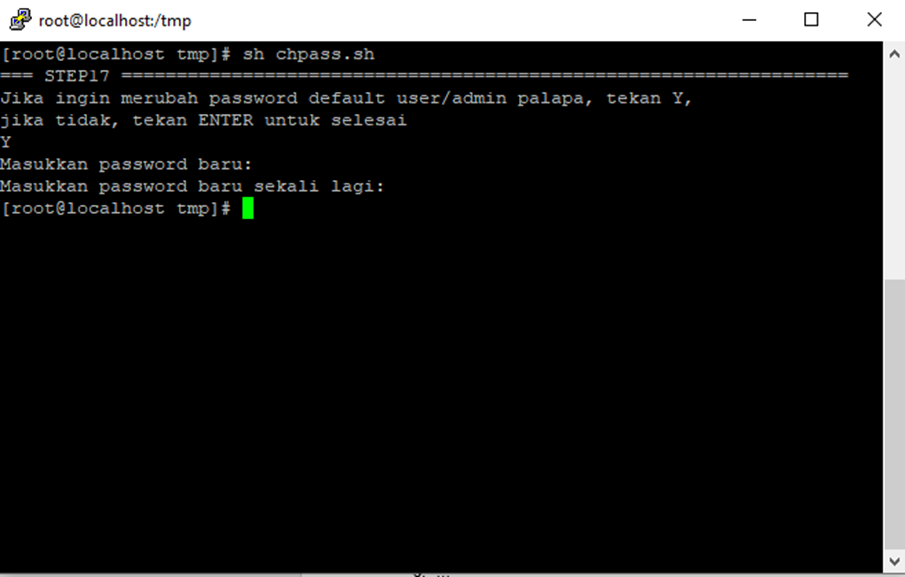 root@localhost:/tmp
[root@localhost tmp]# sh chpass.sh
=== STEP17 ===============================================================
Jika ingin merubah password default user/admin palapa, tekan Y,
jika tidak, tekan ENTER untuk selesai
Y
Masukkan password baru:
Masukkan password baru sekali lagi:
[root@localhost tmp]#